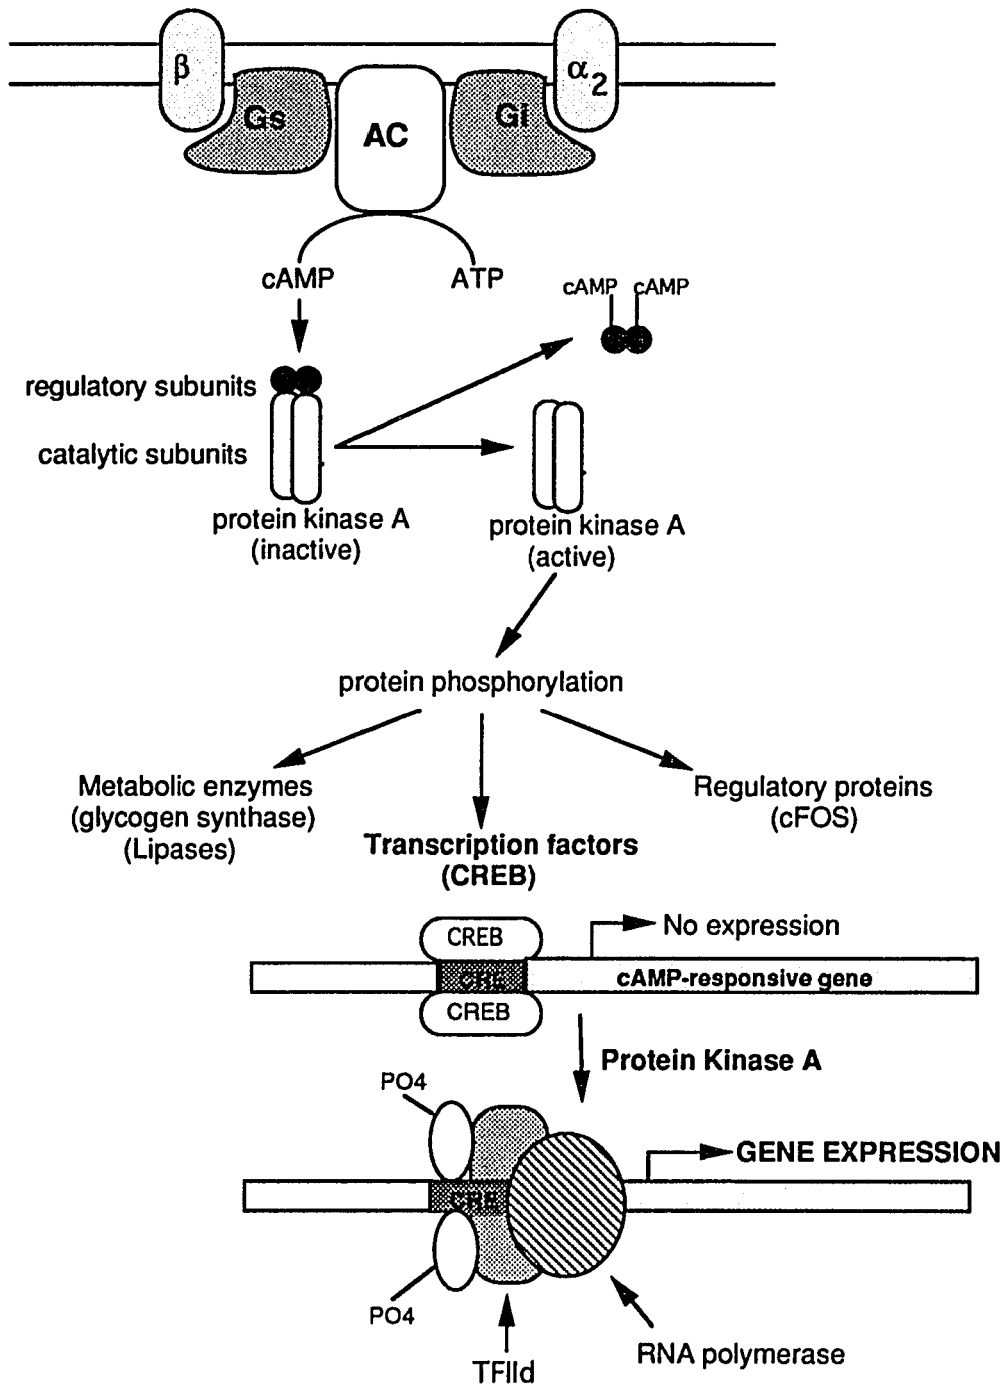 β
α2
Gs
AC
Gi
cAMP
ATP
cAMP cAMP
regulatory subunits
catalytic subunits
protein kinase A
(inactive)
protein kinase A
(active)
protein phosphorylation
Metabolic enzymes
(glycogen synthase)
(Lipases)
Transcription factors
(CREB)
Regulatory proteins
(cFOS)
CREB
No expression
CRE
cAMP-responsive gene
CREB
Protein Kinase A
PO4
GENE EXPRESSION
CRE
PO4
RNA polymerase
TFIId